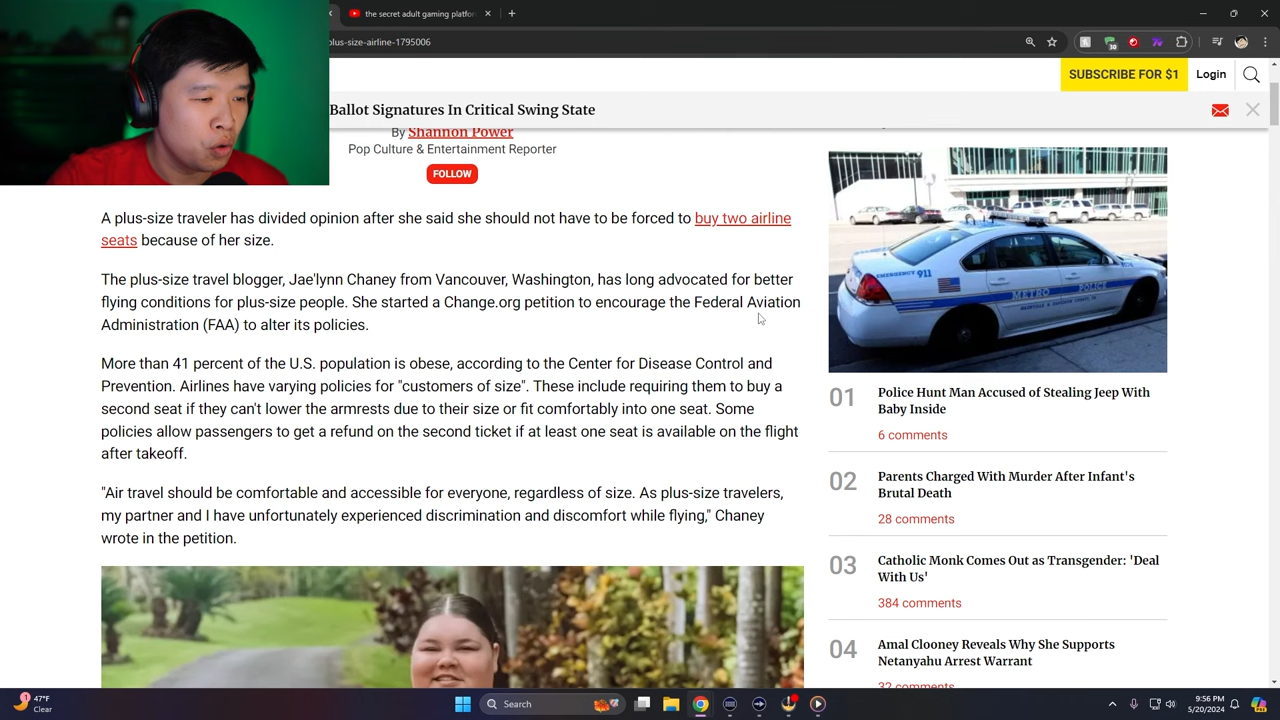 the secret adult gaming platfor
plus-size-airline-1795006
SUBSCRIBE FOR $1
Login
Ballot Signatures In Critical Swing State
By Shannon Power
Pop Culture & Entertainment Reporter
FOLLOW
A plus-size traveler has divided opinion after she said she should not have to be forced to buy two airline
seats because of her size.
The plus-size travel blogger, Jae'lynn Chaney from Vancouver, Washington, has long advocated for better
flying conditions for plus-size people. She started a Change.org petition to encourage the Federal Aviation
Administration (FAA) to alter its policies.
More than 41 percent of the U.S. population is obese, according to the Center for Disease Control and
Prevention. Airlines have varying policies for "customers of size". These include requiring them to buy a
second seat if they can't lower the armrests due to their size or fit comfortably into one seat. Some
policies allow passengers to get a refund on the second ticket if at least one seat is available on the flight
after takeoff.
"Air travel should be comfortable and accessible for everyone, regardless of size. As plus-size travelers,
my partner and I have unfortunately experienced discrimination and discomfort while flying," Chaney
wrote in the petition.
EMERGENCY 911
METRO POLICE
01
Police Hunt Man Accused of Stealing Jeep With
Baby Inside
6 comments
02
Parents Charged With Murder After Infant's
Brutal Death
28 comments
03
Catholic Monk Comes Out as Transgender: 'Deal
With Us'
384 comments
04
Amal Clooney Reveals Why She Supports
Netanyahu Arrest Warrant
32 comments
1
47°F
Clear
Search
9:56 PM
5/20/2024